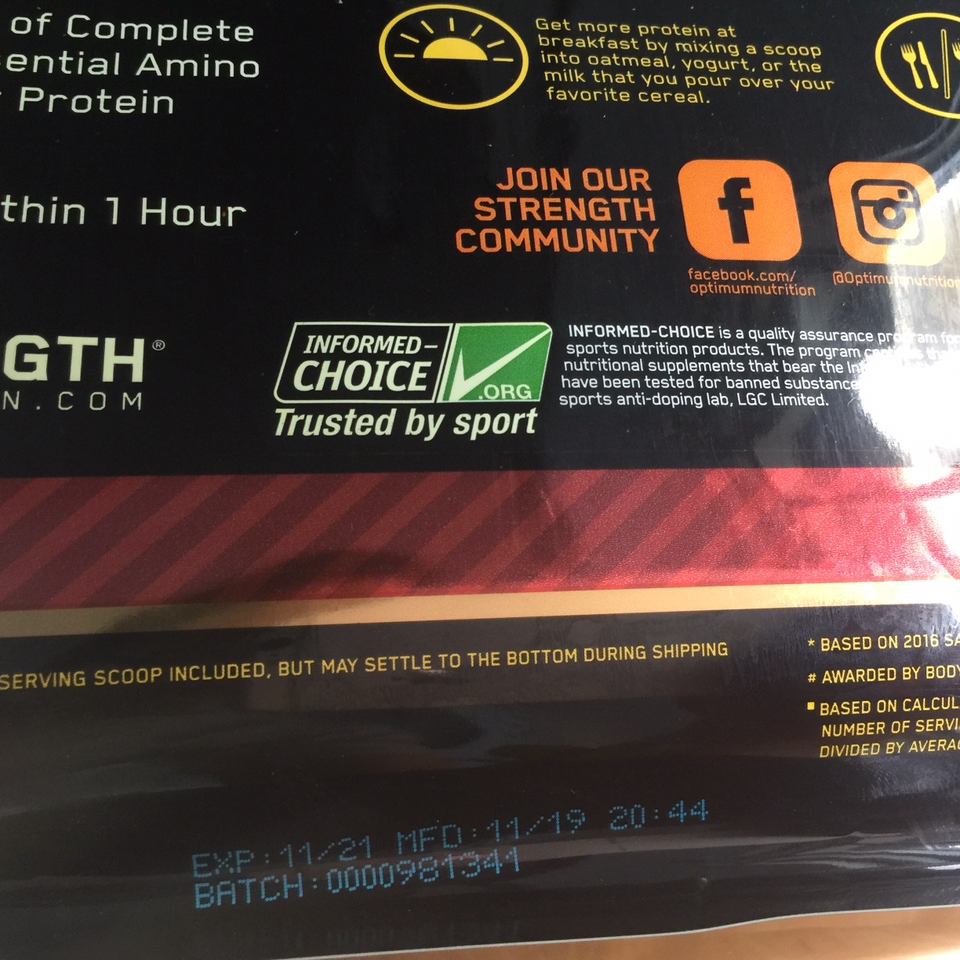 of Complete
ential Amino
Protein
Get more protein at
breakfast by mixing a scoop
into oatmeal, yogurt, or the
milk that you pour over your
favorite cereal.
thin 1 Hour
JOIN OUR
STRENGTH
COMMUNITY
facebook.com/
optimumnutrition
@Optimumnutrition
GTH®
N.COM
INFORMED-
CHOICE
.ORG
Trusted by sport
INFORMED-CHOICE is a quality assurance program for
sports nutrition products. The program
nutritional supplements that bear the
have been tested for banned substance
sports anti-doping lab, LGC Limited.
SERVING SCOOP INCLUDED, BUT MAY SETTLE TO THE BOTTOM DURING SHIPPING
* BASED ON 2016 SA
# AWARDED BY BODY
▪ BASED ON CALCUL
NUMBER OF SERVI
DIVIDED BY AVERAG
EXP:11/21 MFD:11/19 20:44
BATCH:0000981341